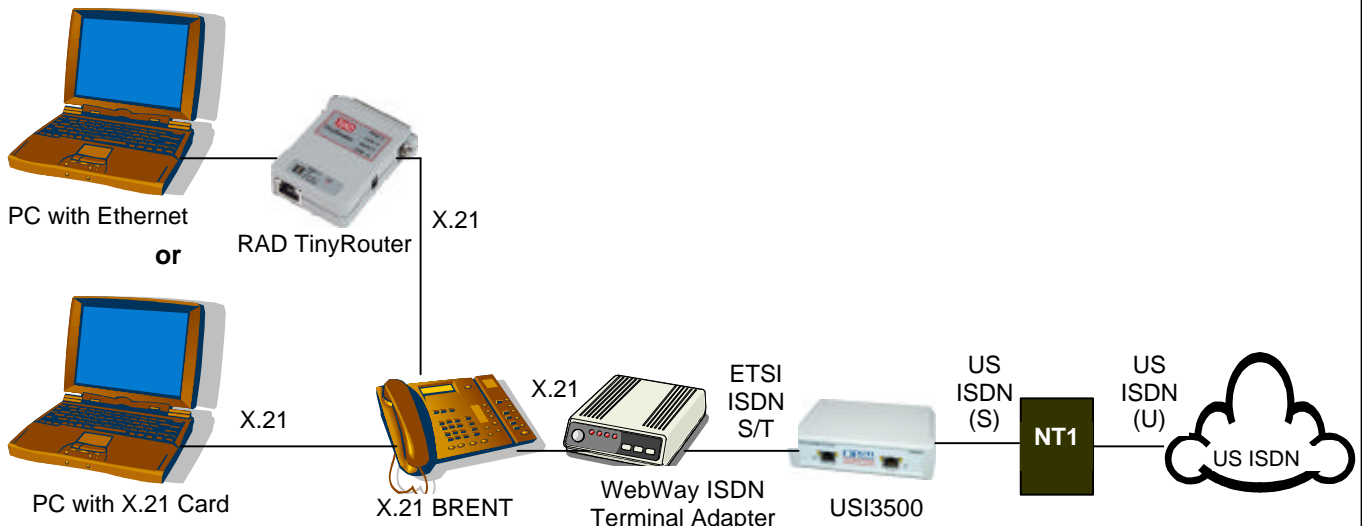 PC with Ethernet
or
RAD TinyRouter
X.21
PC with X.21 Card
X.21
X.21 BRENT
X.21
WebWay ISDN
Terminal Adapter
ETSI
ISDN
S/T
USI3500
US
ISDN
(S)
NT1
US
ISDN
(U)
US ISDN